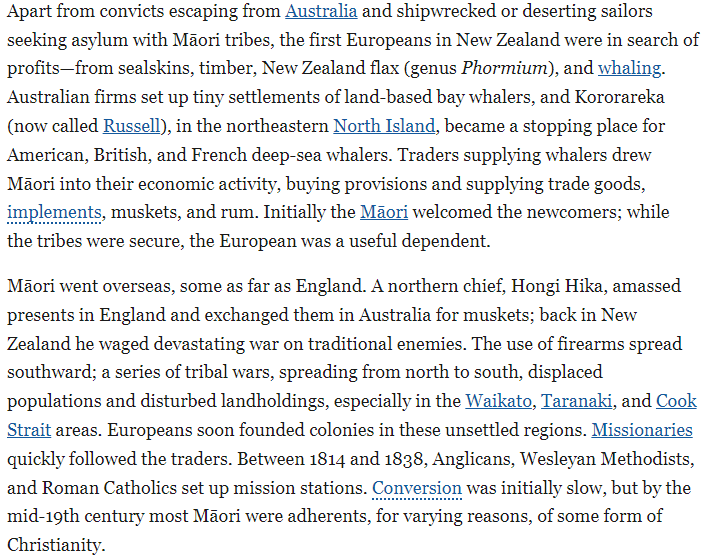 Apart from convicts escaping from Australia and shipwrecked or deserting sailors
seeking asylum with Māori tribes, the first Europeans in New Zealand were in search of
profits—from sealskins, timber, New Zealand flax (genus Phormium), and whaling.
Australian firms set up tiny settlements of land-based bay whalers, and Kororareka
(now called Russell), in the northeastern North Island, became a stopping place for
American, British, and French deep-sea whalers. Traders supplying whalers drew
Māori into their economic activity, buying provisions and supplying trade goods,
implements, muskets, and rum. Initially the Māori welcomed the newcomers; while
the tribes were secure, the European was a useful dependent.
Māori went overseas, some as far as England. A northern chief, Hongi Hika, amassed
presents in England and exchanged them in Australia for muskets; back in New
Zealand he waged devastating war on traditional enemies. The use of firearms spread
southward; a series of tribal wars, spreading from north to south, displaced
populations and disturbed landholdings, especially in the Waikato, Taranaki, and Cook
Strait areas. Europeans soon founded colonies in these unsettled regions. Missionaries
quickly followed the traders. Between 1814 and 1838, Anglicans, Wesleyan Methodists,
and Roman Catholics set up mission stations. Conversion was initially slow, but by the
mid-19th century most Māori were adherents, for varying reasons, of some form of
Christianity.